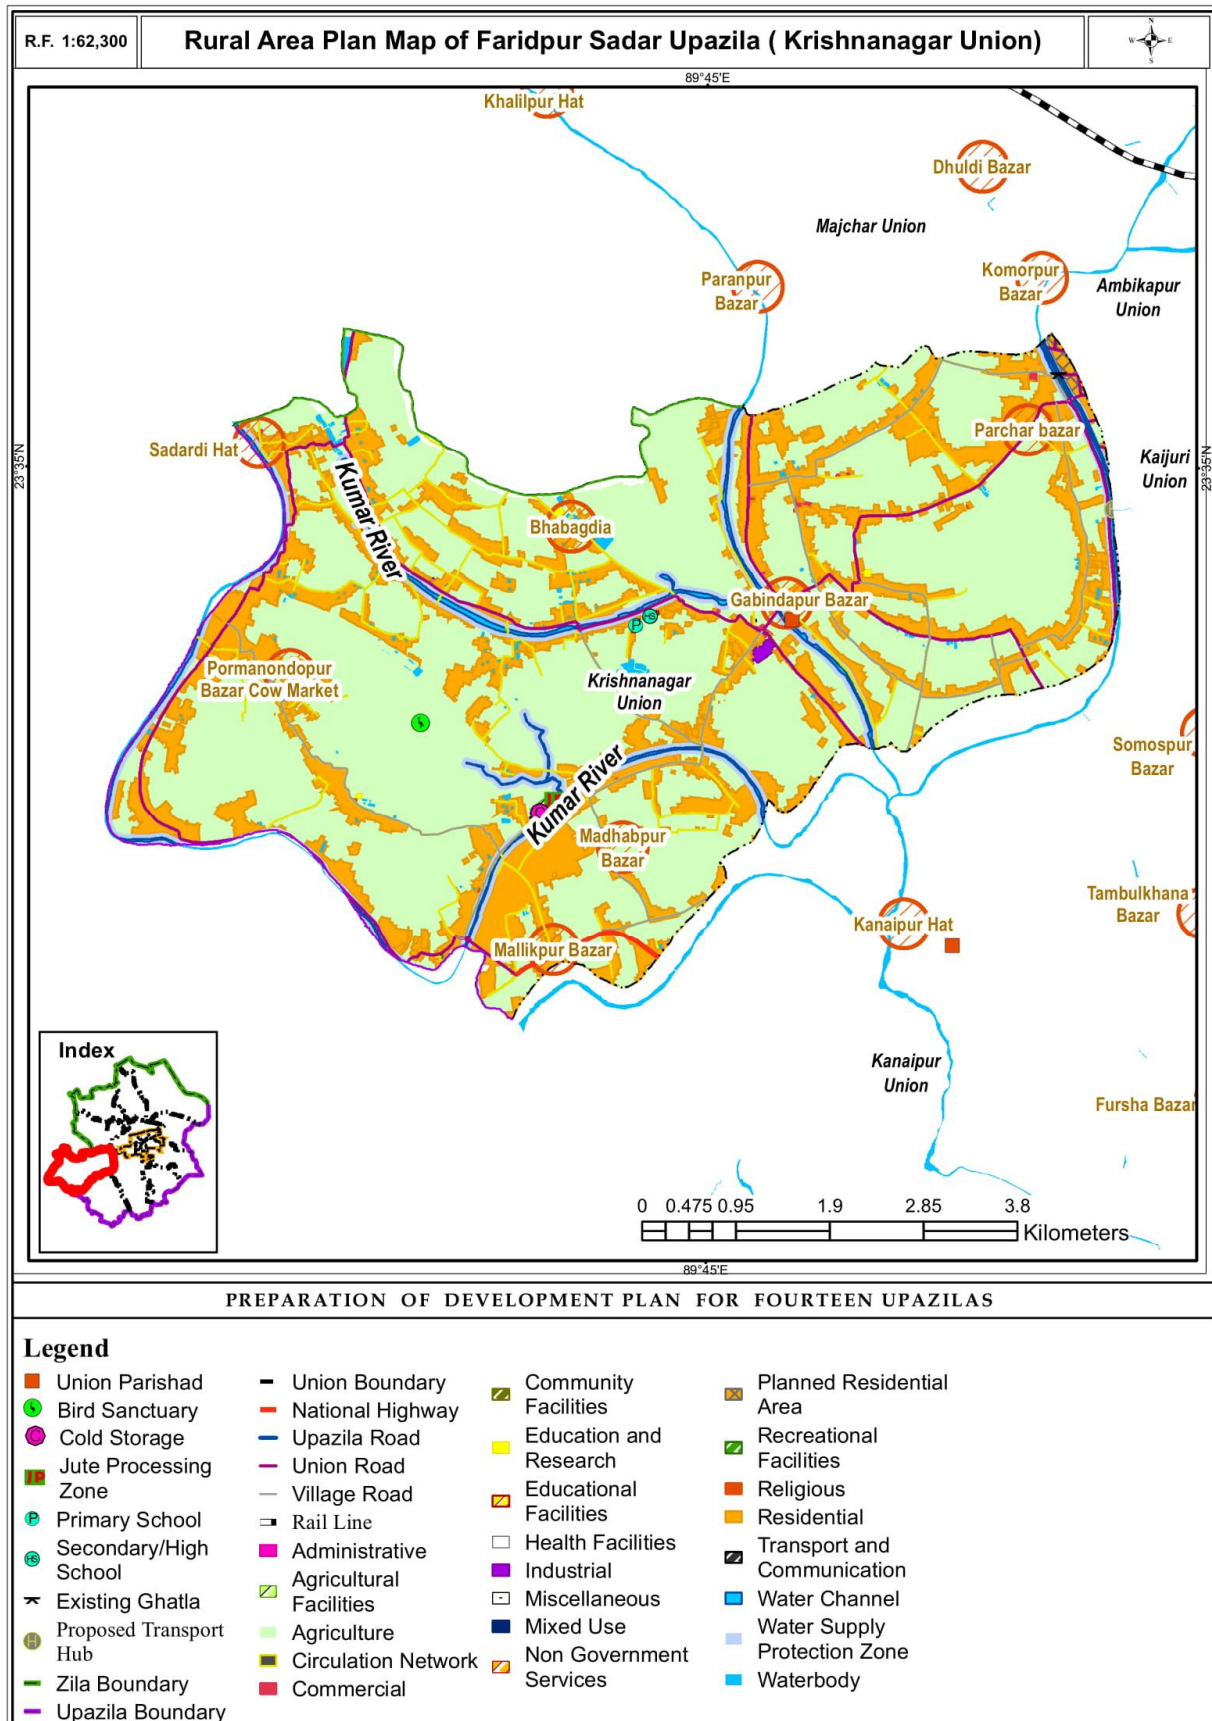 R.F. 1:62,300
Rural Area Plan Map of Faridpur Sadar Upazila ( Krishnanagar Union)
N
W E
S
89°45'E
Khalilpur Hat
Dhuldi Bazar
Majchar Union
Paranpur
Bazar
Komorpur
Bazar
Ambikapur
Union
Sadardi Hat
Parchar bazar
23°35'N
Kaijuri
Union
23°35'N
Kumar River
Bhabagdia
Gabindapur Bazar
P
HS
Pormanondopur
Bazar Cow Market
Krishnanagar
Union
Somospur
Bazar
Kumar River
Madhabpur
Bazar
Tambulkhana
Bazar
Kanaipur Hat
Mallikpur Bazar
Kanaipur
Union
Fursha Bazar
Index
0 0.475 0.95 1.9 2.85 3.8
Kilometers
89°45'E
PREPARATION OF DEVELOPMENT PLAN FOR FOURTEEN UPAZILAS
Legend
Union Parishad
Bird Sanctuary
C Cold Storage
JP Jute Processing
Zone
P Primary School
HS Secondary/High
School
Existing Ghatla
H Proposed Transport
Hub
Zila Boundary
Upazila Boundary
Union Boundary
National Highway
Upazila Road
Union Road
Village Road
Rail Line
Administrative
Agricultural
Facilities
Agriculture
Circulation Network
Commercial
Community
Facilities
Education and
Research
Educational
Facilities
Health Facilities
Industrial
Miscellaneous
Mixed Use
Non Government
Services
Planned Residential
Area
Recreational
Facilities
Religious
Residential
Transport and
Communication
Water Channel
Water Supply
Protection Zone
Waterbody